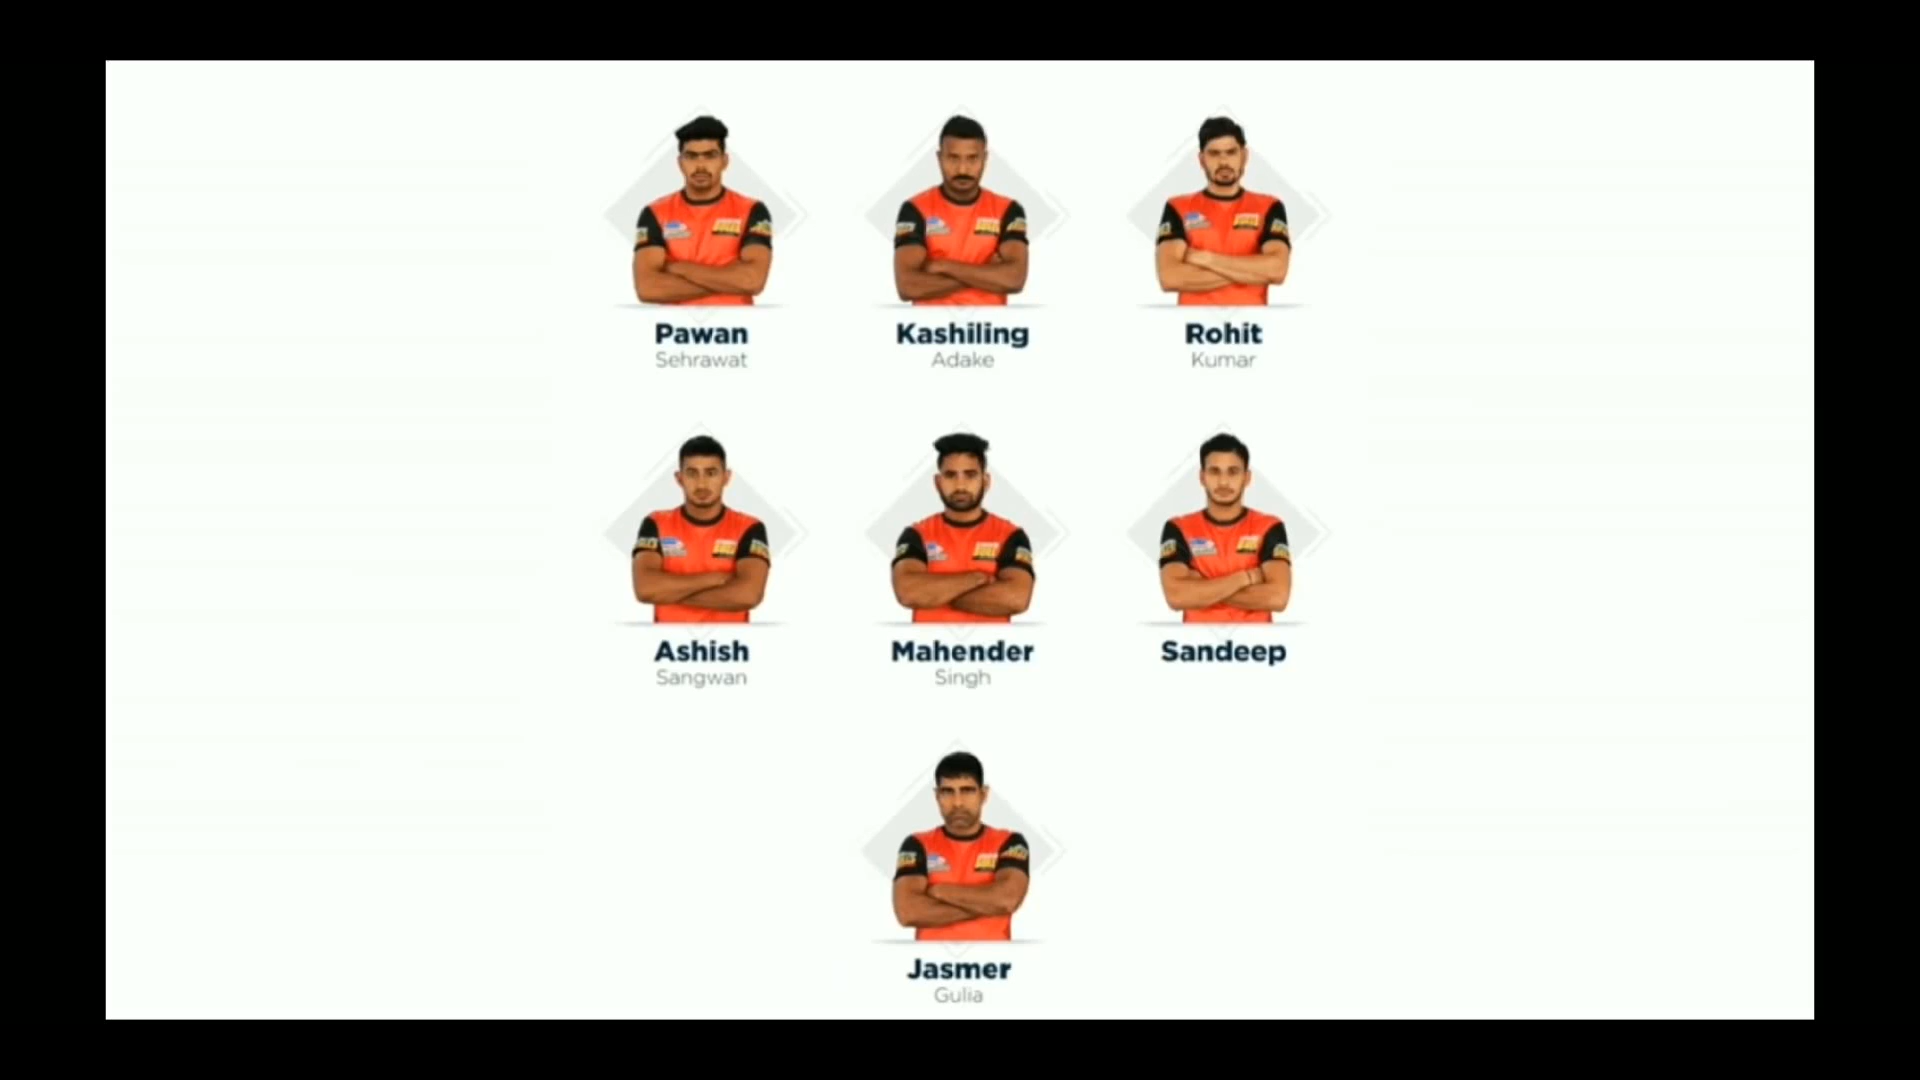 Pawan
Sehrawat
Kashiling
Adake
Rohit
Kumar
Ashish
Sangwan
Mahender
Singh
Sandeep
Jasmer
Gulia